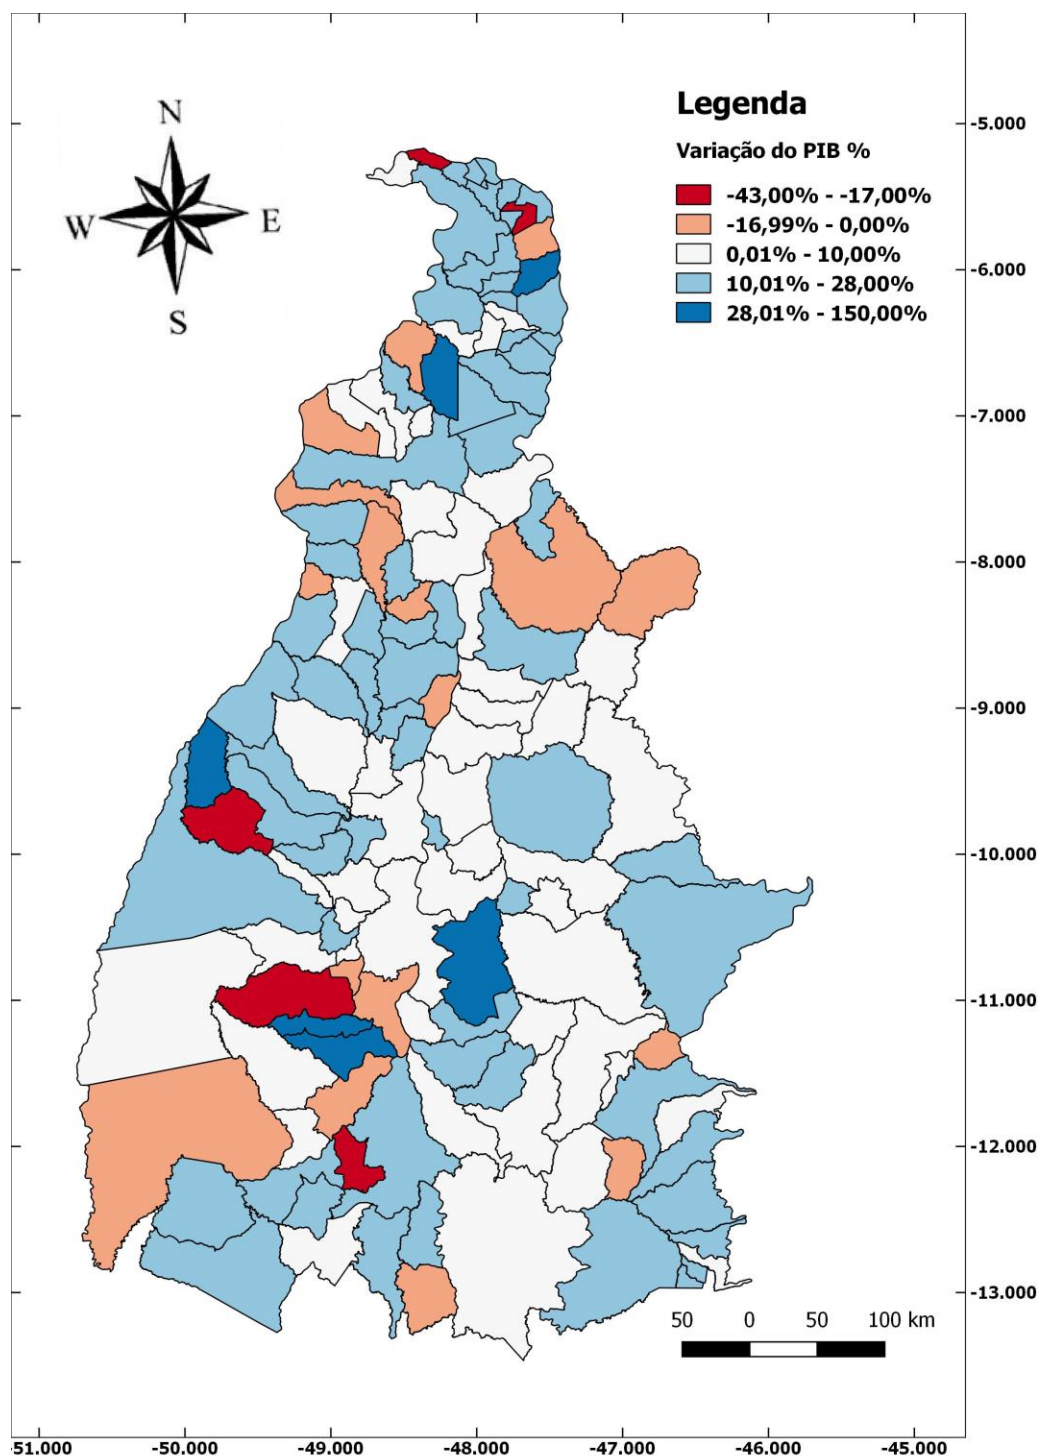 N
W E
S
Legenda
Variação do PIB %
-43,00% - -17,00%
-16,99% - 0,00%
0,01% - 10,00%
10,01% - 28,00%
28,01% - 150,00%
-5.000
-6.000
-7.000
-8.000
-9.000
-10.000
-11.000
-12.000
-13.000
50 0 50 100 km
-51.000 -50.000 -49.000 -48.000 -47.000 -46.000 -45.000